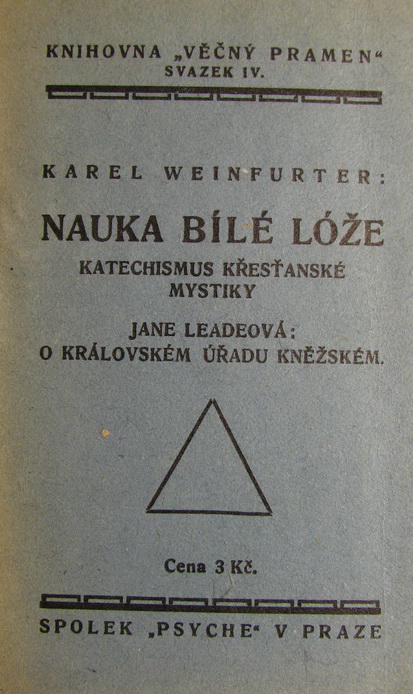 KNIHOVNA „VĚČNÝ PRAMEN“
SVAZEK IV.
KAREL WEINFURTER:
NAUKA BÍLÉ LÓŽE
KATECHISMUS KŘESŤANSKÉ
MYSTIKY
JANE LEADEOVÁ:
O KRÁLOVSKÉM ÚŘADU KNĚŽSKÉM.
Cena 3 Kč.
SPOLEK „PSYCHE“ V PRAZE